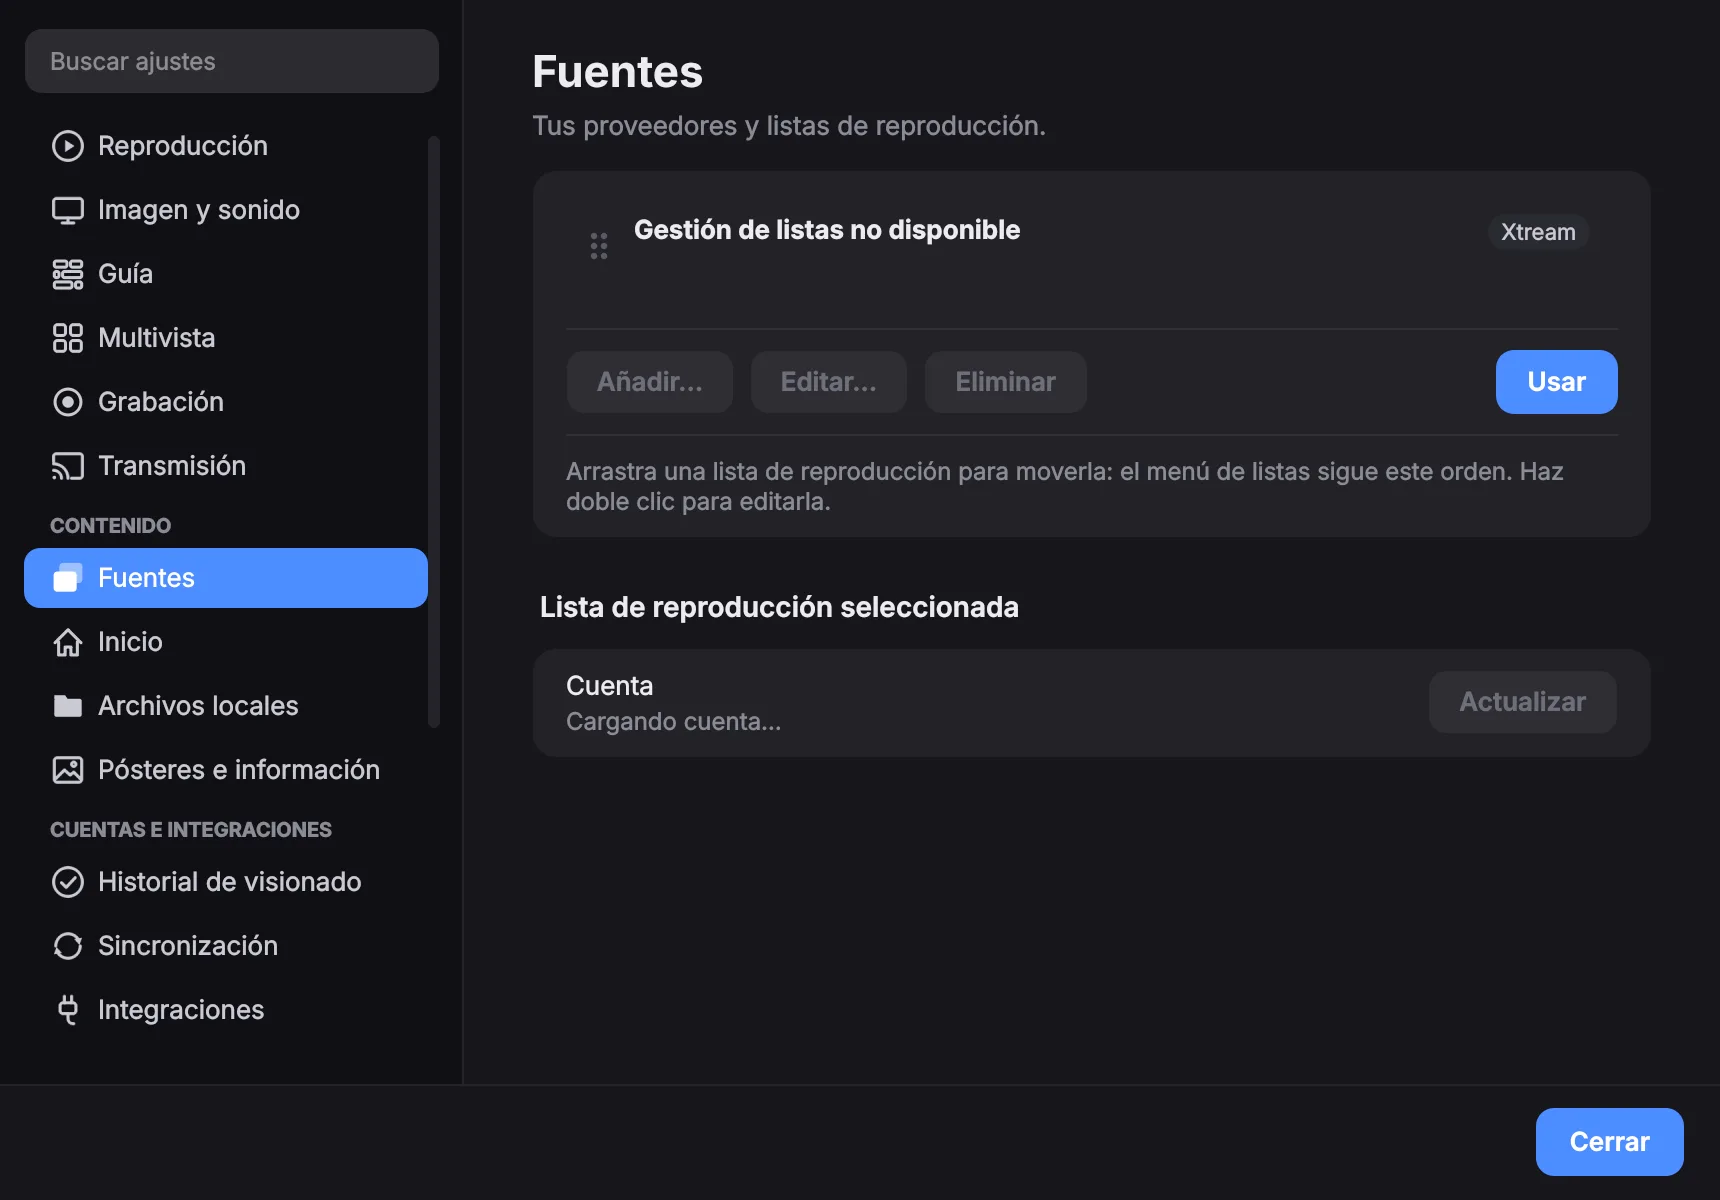 Buscar ajustes
Reproducción
Imagen y sonido
Guía
Multivista
Grabación
Transmisión
CONTENIDO
Fuentes
Inicio
Archivos locales
Pósteres e información
CUENTAS E INTEGRACIONES
Historial de visionado
Sincronización
Integraciones
Fuentes
Tus proveedores y listas de reproducción.
Gestión de listas no disponible
Xtream
Añadir...
Editar...
Eliminar
Usar
Arrastra una lista de reproducción para moverla: el menú de listas sigue este orden. Haz
doble clic para editarla.
Lista de reproducción seleccionada
Cuenta
Cargando cuenta...
Actualizar
Cerrar